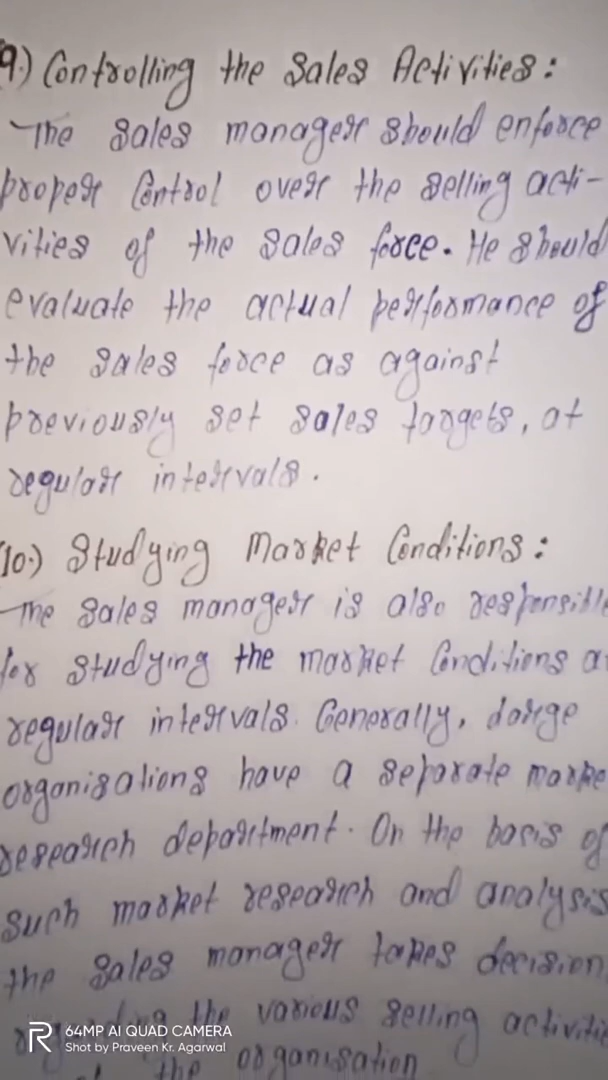 9.) Controlling the Sales Activities:
The sales manager should enforce
proper Control over the selling acti-
vities of the sales force. He should
evaluate the actual performance of
the sales force as against
previously set sales targets, at
regular intervals.
10.) Studying Market Conditions:
The sales manager is also responsible
for studying the market Conditions at
regular intervals. Generally, large
organisations have a separate marke
research department. On the basis of
such market research and analysis
the sales manager takes decision
the various selling activitie
the organisation
64MP AI QUAD CAMERA
Shot by Praveen Kr. Agarwal